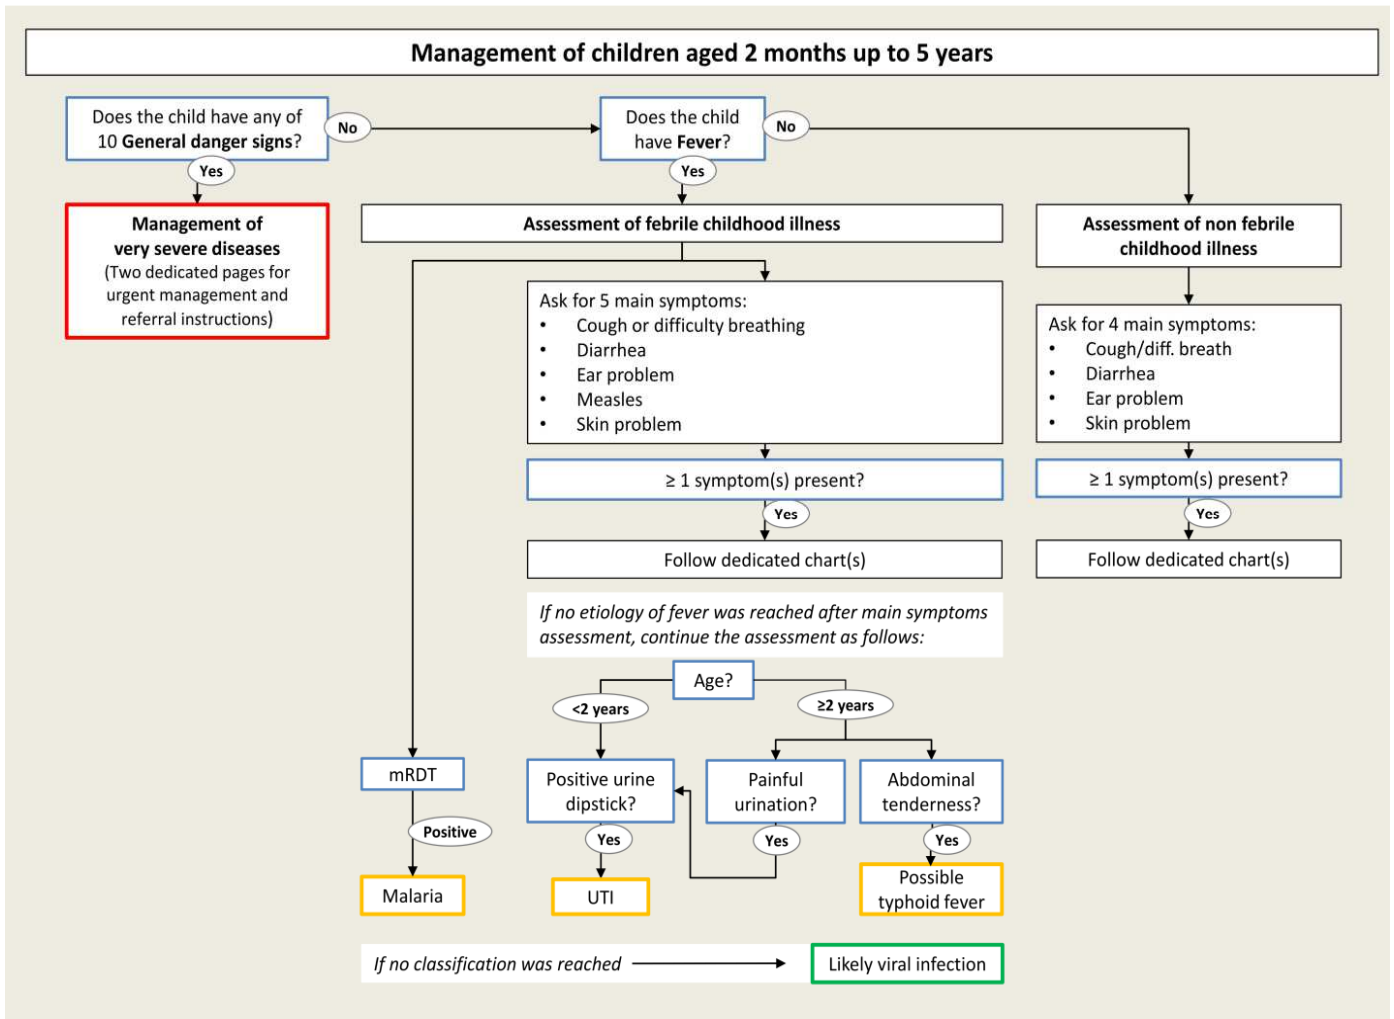 Management of children aged 2 months up to 5 years
Does the child have any of
10 General danger signs?
No
Does the child
have Fever?
No
Yes
Yes
Management of
very severe diseases
(Two dedicated pages for
urgent management and
referral instructions)
Assessment of febrile childhood illness
Assessment of non febrile
childhood illness
Ask for 5 main symptoms:
• Cough or difficulty breathing
• Diarrhea
• Ear problem
• Measles
• Skin problem
Ask for 4 main symptoms:
• Cough/diff. breath
• Diarrhea
• Ear problem
• Skin problem
≥ 1 symptom(s) present?
≥ 1 symptom(s) present?
Yes
Yes
Follow dedicated chart(s)
Follow dedicated chart(s)
If no etiology of fever was reached after main symptoms
assessment, continue the assessment as follows:
Age?
<2 years
≥2 years
mRDT
Positive urine
dipstick?
Painful
urination?
Abdominal
tenderness?
Positive
Yes
Yes
Yes
Malaria
UTI
Possible
typhoid fever
If no classification was reached
Likely viral infection